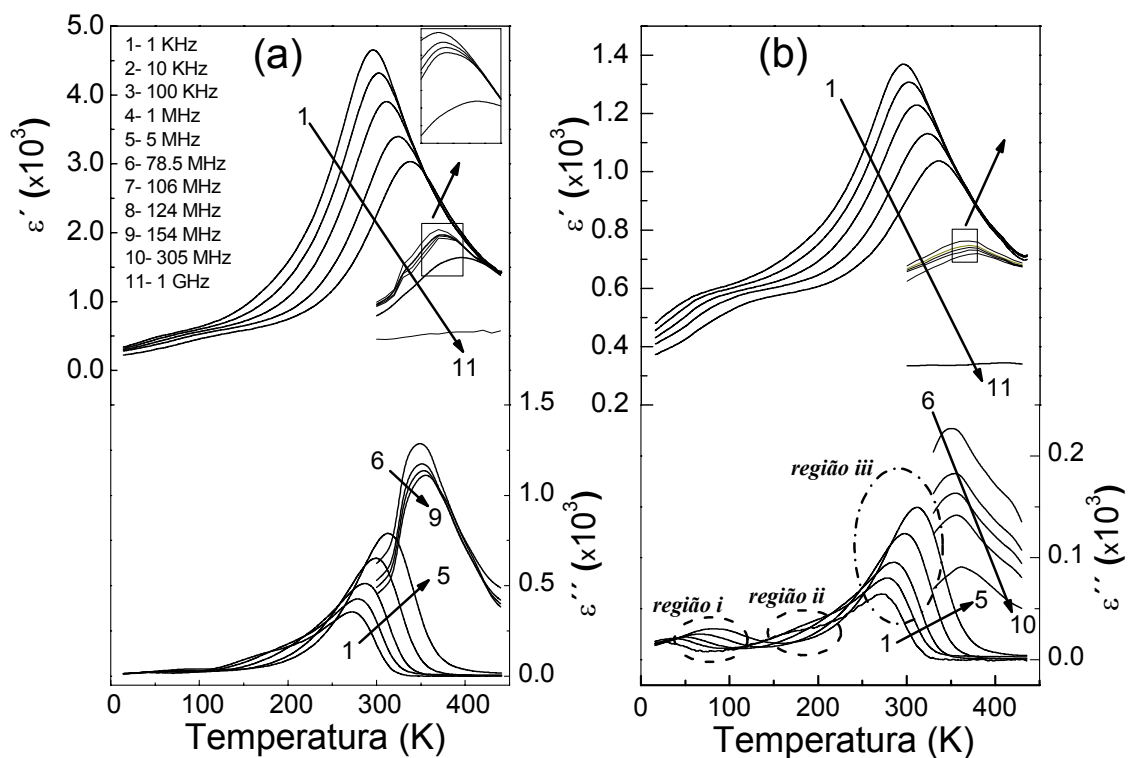 (a)
1- 1 KHz
2- 10 KHz
3- 100 KHz
4- 1 MHz
5- 5 MHz
6- 78.5 MHz
7- 106 MHz
8- 124 MHz
9- 154 MHz
10- 305 MHz
11- 1 GHz
5.0
4.0
3.0
2.0
1.0
0.0
ε´ (x10³)
1
11
1.5
1.0
0.5
0.0
ε´´ (x10³)
6
9
5
1
0
100
200
300
400
Temperatura (K)
(b)
1.4
1.2
1.0
0.8
0.6
0.4
0.2
ε´ (x10³)
1
11
6
região iii
região ii
região i
5
1
10
0.2
0.1
0.0
ε´´ (x10³)
0
100
200
300
400
Temperatura (K)